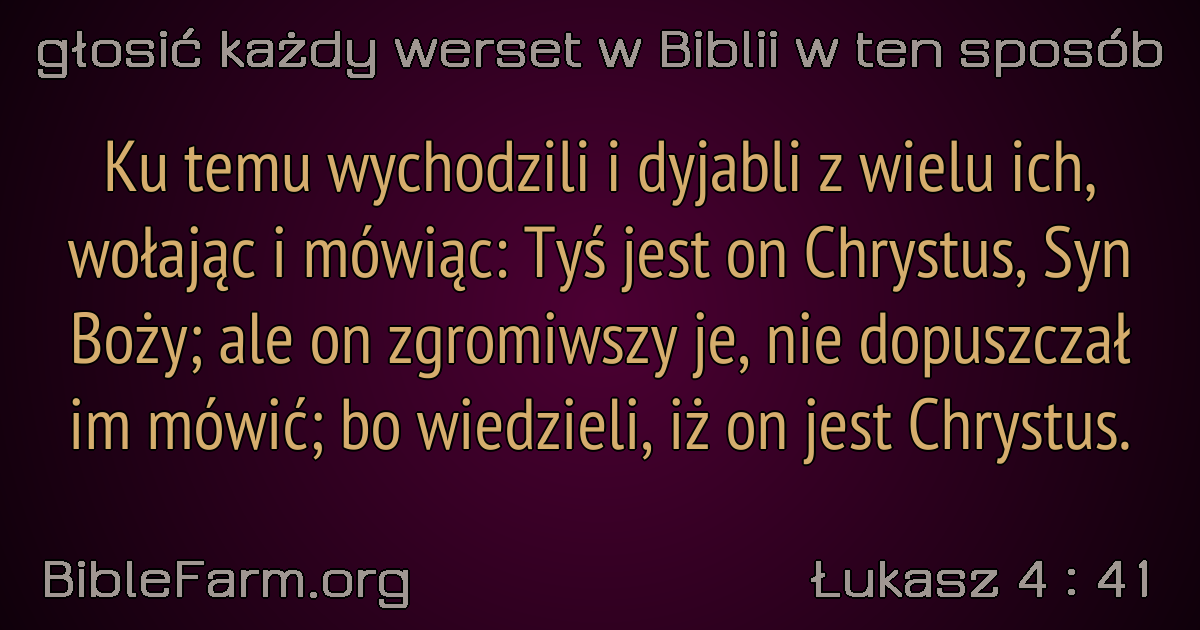 głosić każdy werset w Biblii w ten sposób
Ku temu wychodzili i dyjabli z wielu ich,
wołając i mówiąc: Tyś jest on Chrystus, Syn
Boży; ale on zgromiwszy je, nie dopuszczał
im mówić; bo wiedzieli, iż on jest Chrystus.
BibleFarm.org
Łukasz 4 : 41